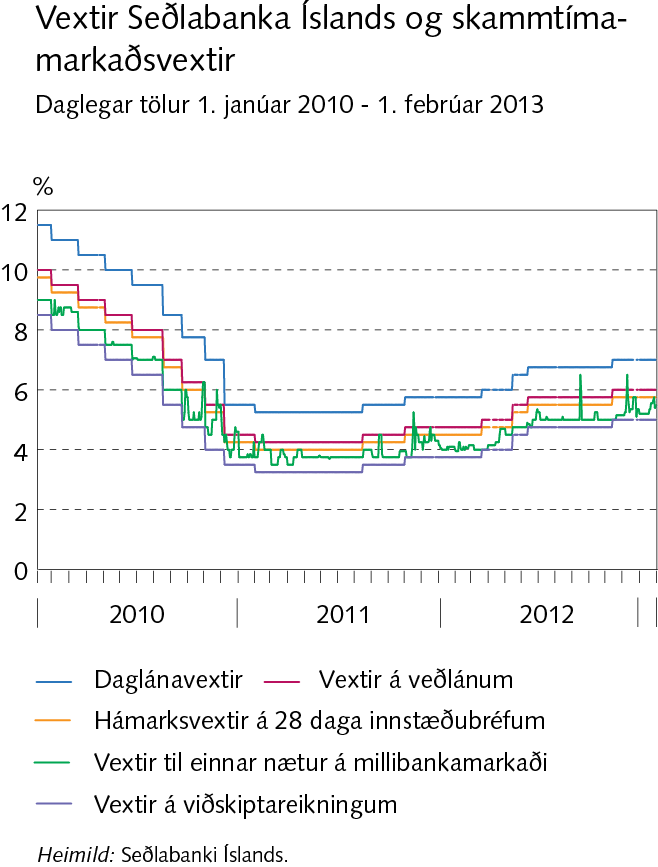 Vextir Seðlabanka Íslands og skammtíma-
markaðsvextir
Daglegar tölur 1. janúar 2010 - 1. febrúar 2013
%
12
10
8
6
4
2
0
2010 2011 2012
Daglánavextir Vextir á veðlánum
Hámarksvextir á 28 daga innstæðubréfum
Vextir til einnar nætur á millibankamarkaði
Vextir á viðskiptareikningum
Heimild: Seðlabanki Íslands.